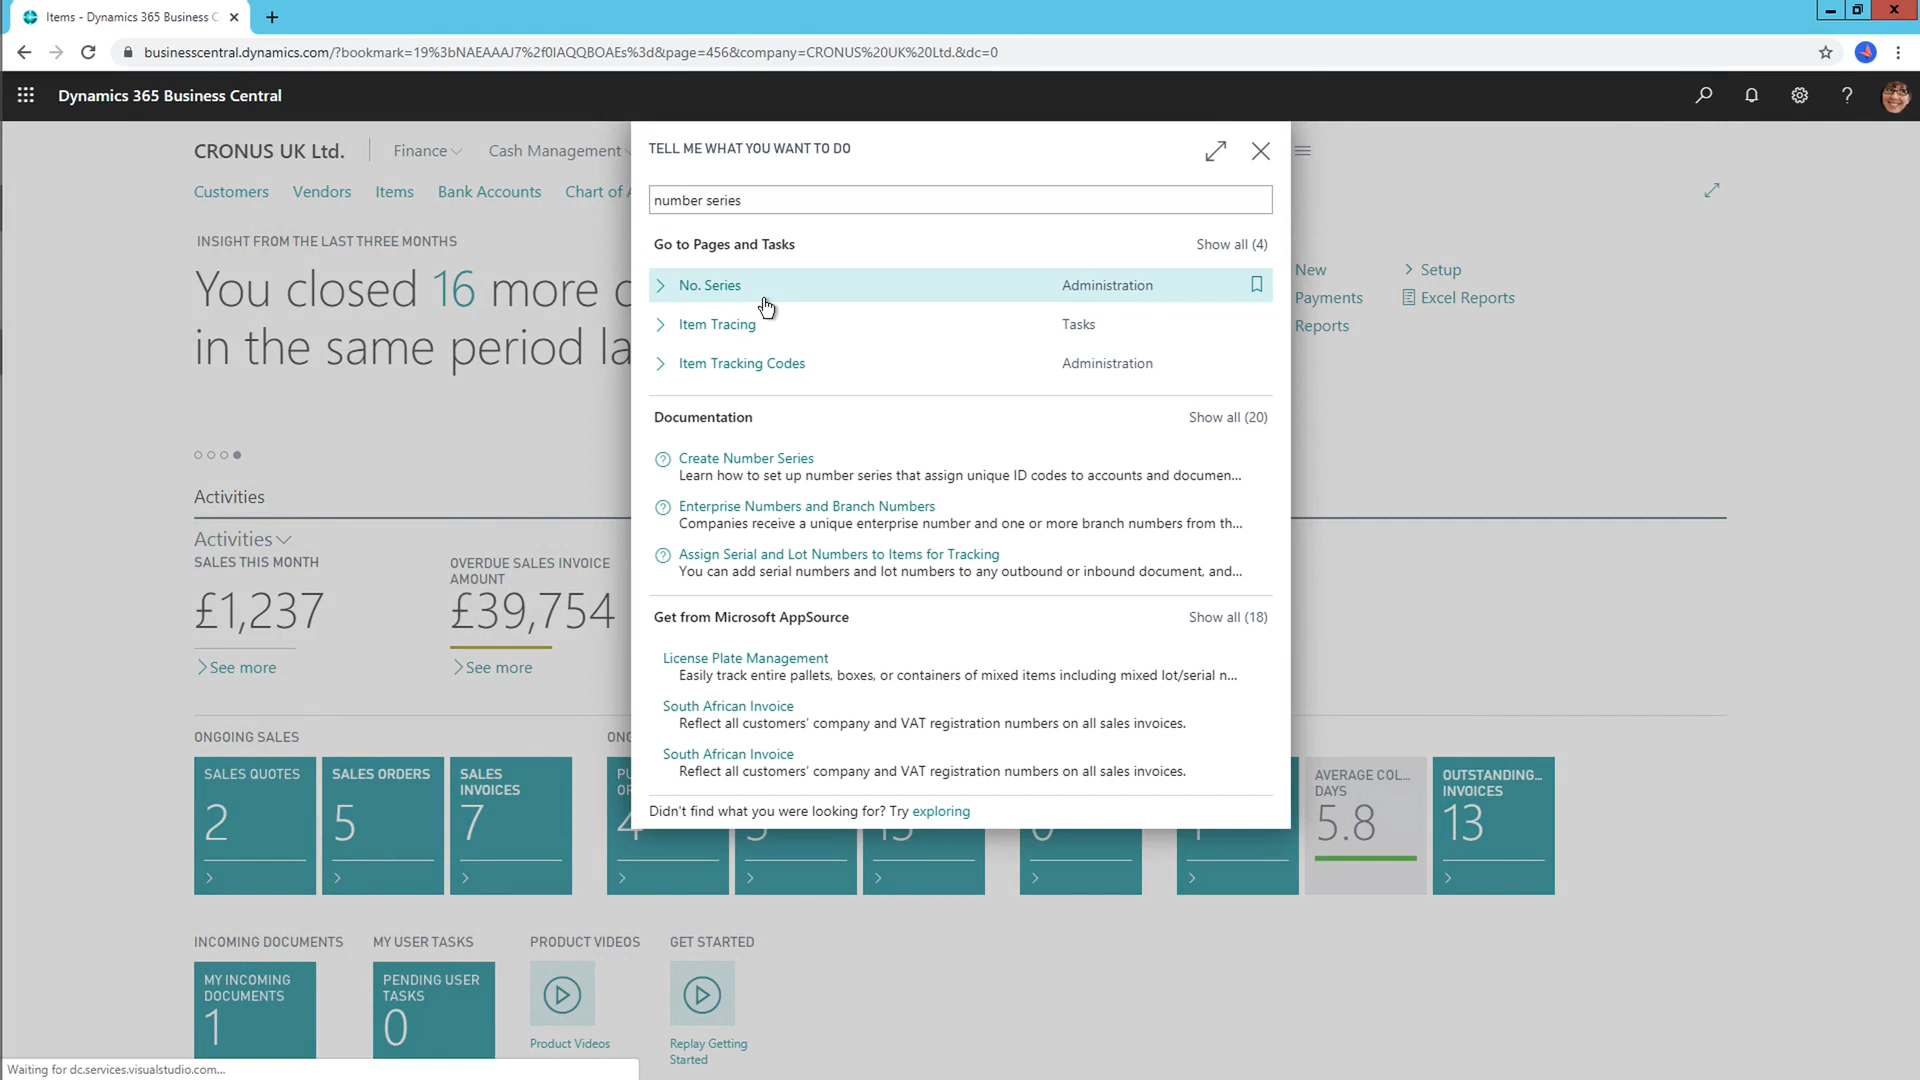 Items - Dynamics 365 Business C
businesscentral.dynamics.com/?bookmark=19%3bNAEAAAJ7%2f0IAQQBOAEs%3d&page=456&company=CRONUS%20UK%20Ltd.&dc=0
Dynamics 365 Business Central
CRONUS UK Ltd.
Finance
Cash Management
Customers
Vendors
Items
Bank Accounts
Chart of A
INSIGHT FROM THE LAST THREE MONTHS
You closed 16 more
in the same period la
TELL ME WHAT YOU WANT TO DO
number series
Go to Pages and Tasks
Show all (4)
No. Series
Administration
Item Tracing
Tasks
Item Tracking Codes
Administration
Documentation
Show all (20)
Create Number Series
Learn how to set up number series that assign unique ID codes to accounts and documen...
Enterprise Numbers and Branch Numbers
Companies receive a unique enterprise number and one or more branch numbers from th...
Assign Serial and Lot Numbers to Items for Tracking
You can add serial numbers and lot numbers to any outbound or inbound document, and...
Get from Microsoft AppSource
Show all (18)
License Plate Management
Easily track entire pallets, boxes, or containers of mixed items including mixed lot/serial n...
South African Invoice
Reflect all customers' company and VAT registration numbers on all sales invoices.
South African Invoice
Reflect all customers' company and VAT registration numbers on all sales invoices.
Didn't find what you were looking for? Try exploring
New
Setup
Payments
Excel Reports
Reports
Activities
Activities
SALES THIS MONTH
£1,237
See more
OVERDUE SALES INVOICE
AMOUNT
£39,754
See more
ONGOING SALES
SALES QUOTES
2
SALES ORDERS
5
SALES
INVOICES
7
AVERAGE COL...
DAYS
5.8
OUTSTANDING...
INVOICES
13
INCOMING DOCUMENTS
MY INCOMING
DOCUMENTS
1
MY USER TASKS
PENDING USER
TASKS
0
PRODUCT VIDEOS
Product Videos
GET STARTED
Replay Getting
Started
Waiting for dc.services.visualstudio.com...